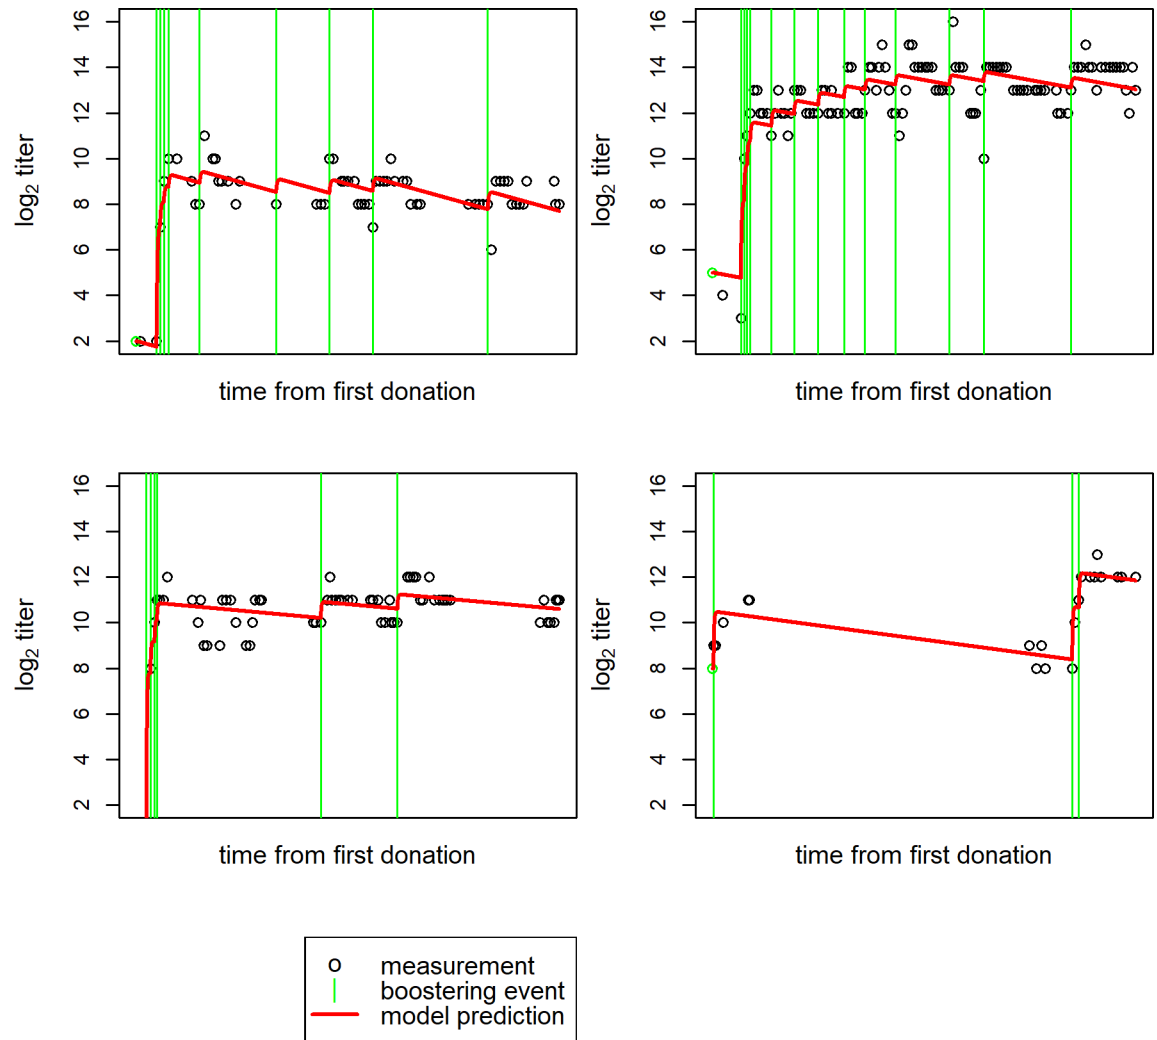 16
14
12
10
8
6
4
2
log2 titer
time from first donation
16
14
12
10
8
6
4
2
log2 titer
time from first donation
16
14
12
10
8
6
4
2
log2 titer
time from first donation
16
14
12
10
8
6
4
2
log2 titer
time from first donation
measurement
boostering event
model prediction